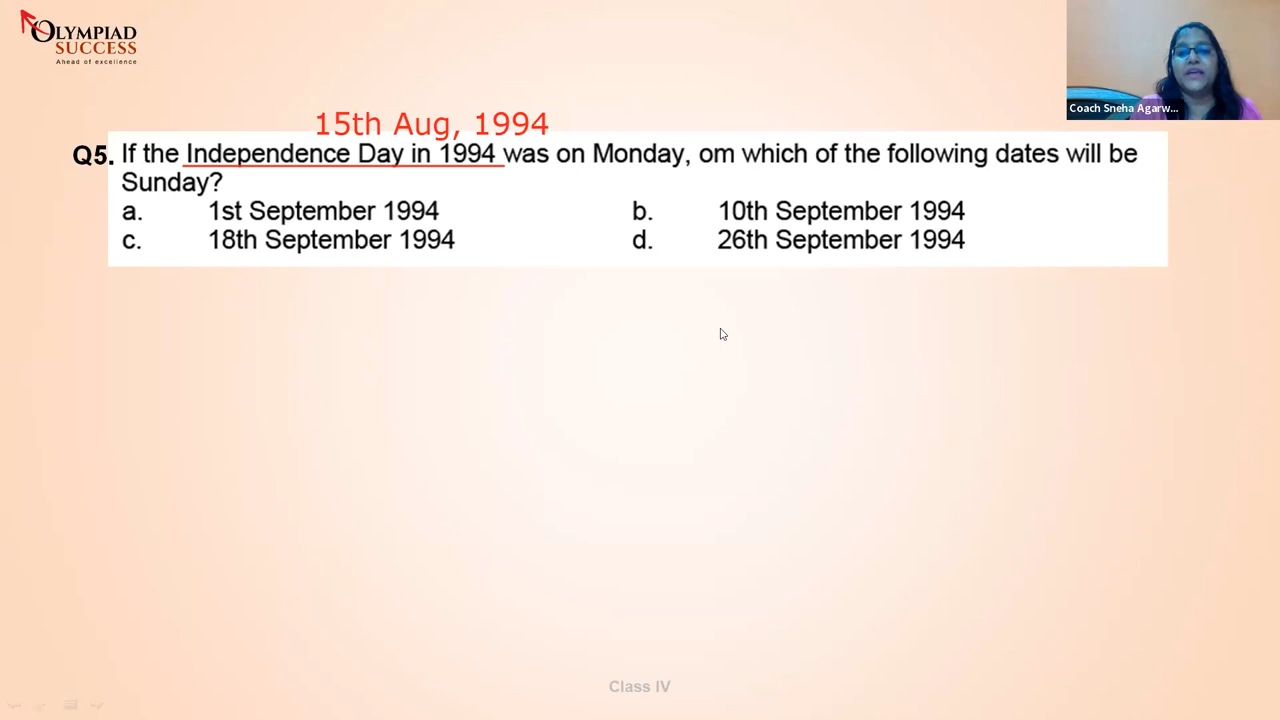 OLYMPIAD
SUCCESS
Ahead of excellence
Coach Sneha Agarw...
15th Aug, 1994
Q5. If the Independence Day in 1994 was on Monday, om which of the following dates will be
Sunday?
a. 1st September 1994 b. 10th September 1994
c. 18th September 1994 d. 26th September 1994
Class IV